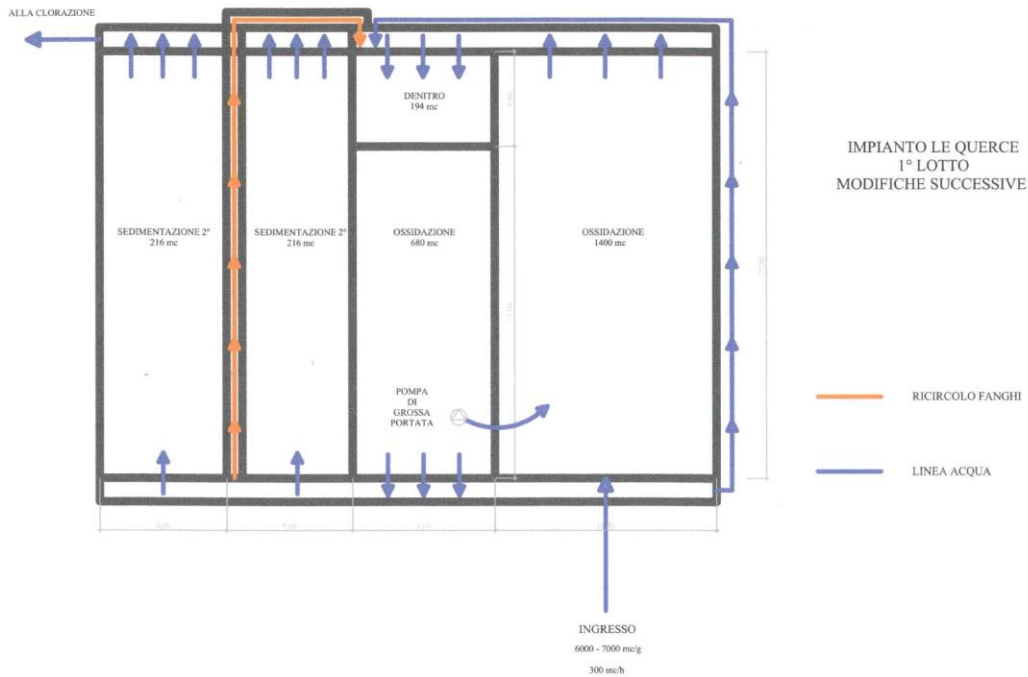 ALLA CLORAZIONE
DENITRO
194 mc
IMPIANTO LE QUERCE
1° LOTTO
MODIFICHE SUCCESSIVE
SEDIMENTAZIONE 2°
216 mc
SEDIMENTAZIONE 2°
216 mc
OSSIDAZIONE
680 mc
OSSIDAZIONE
1400 mc
POMPA
DI
GROSSA
PORTATA
RICIRCOLO FANGHI
LINEA ACQUA
INGRESSO
6000 - 7000 mc/g
300 mc/h